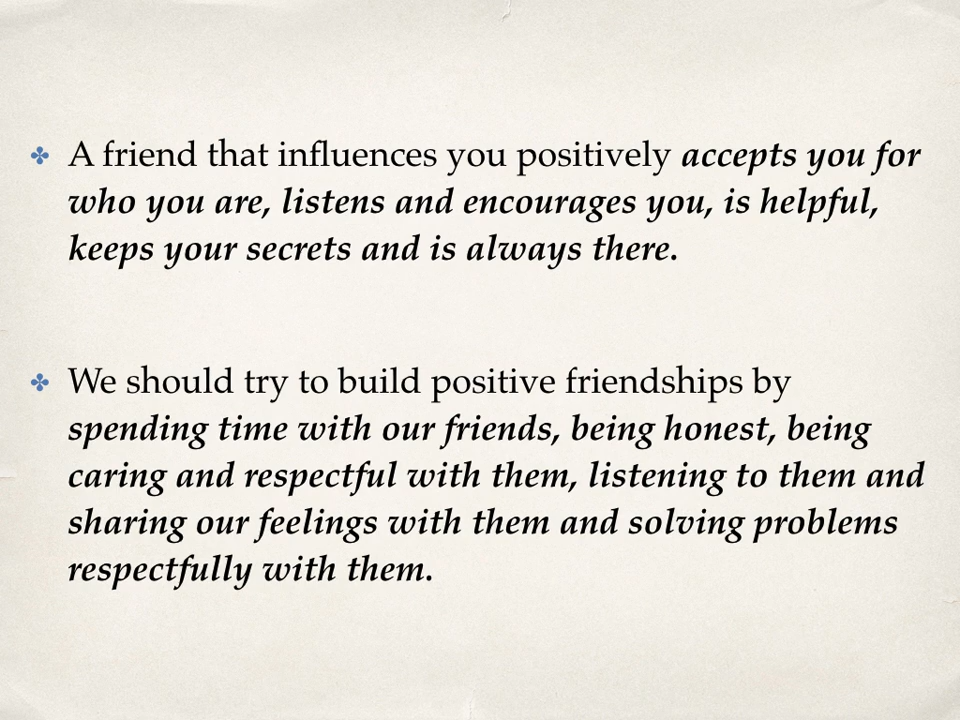 ✤ A friend that influences you positively accepts you for
who you are, listens and encourages you, is helpful,
keeps your secrets and is always there.
✤ We should try to build positive friendships by
spending time with our friends, being honest, being
caring and respectful with them, listening to them and
sharing our feelings with them and solving problems
respectfully with them.